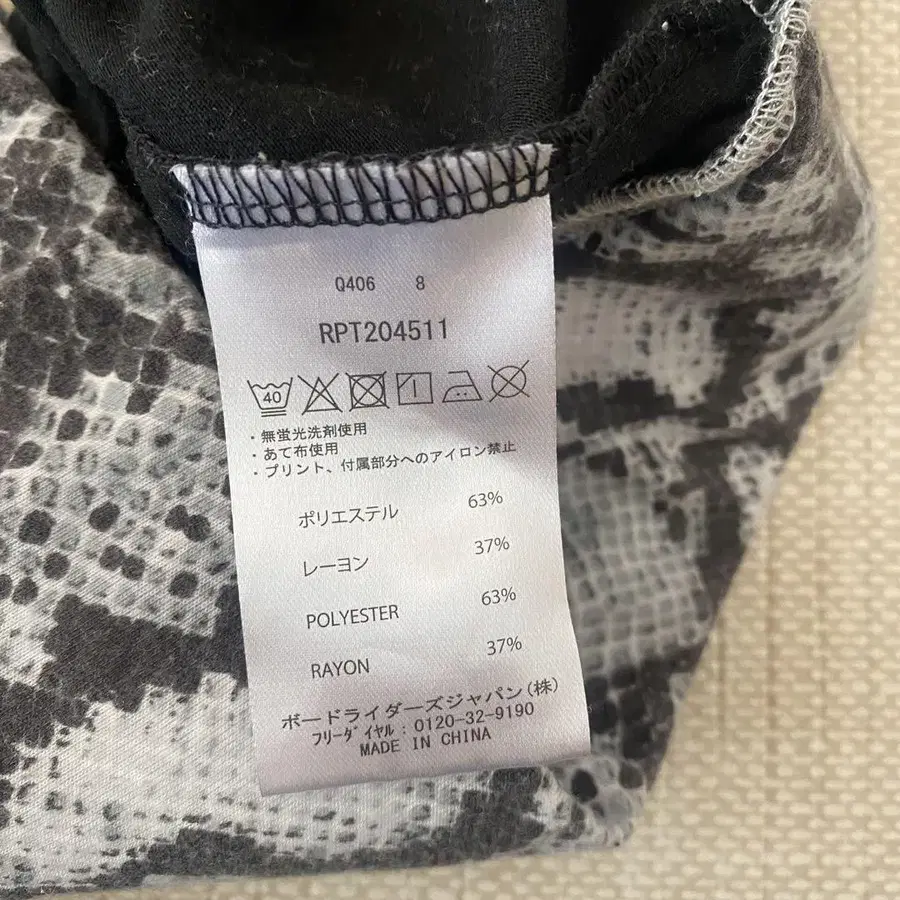 Q406 8
RPT204511
40
・無蛍光洗剤使用
・あて布使用
・プリント、付属部分へのアイロン禁止
ポリエステル 63%
レーヨン 37%
POLYESTER 63%
RAYON 37%
ボードライダーズジャパン(株)
フリーダイヤル：0120-32-9190
MADE IN CHINA